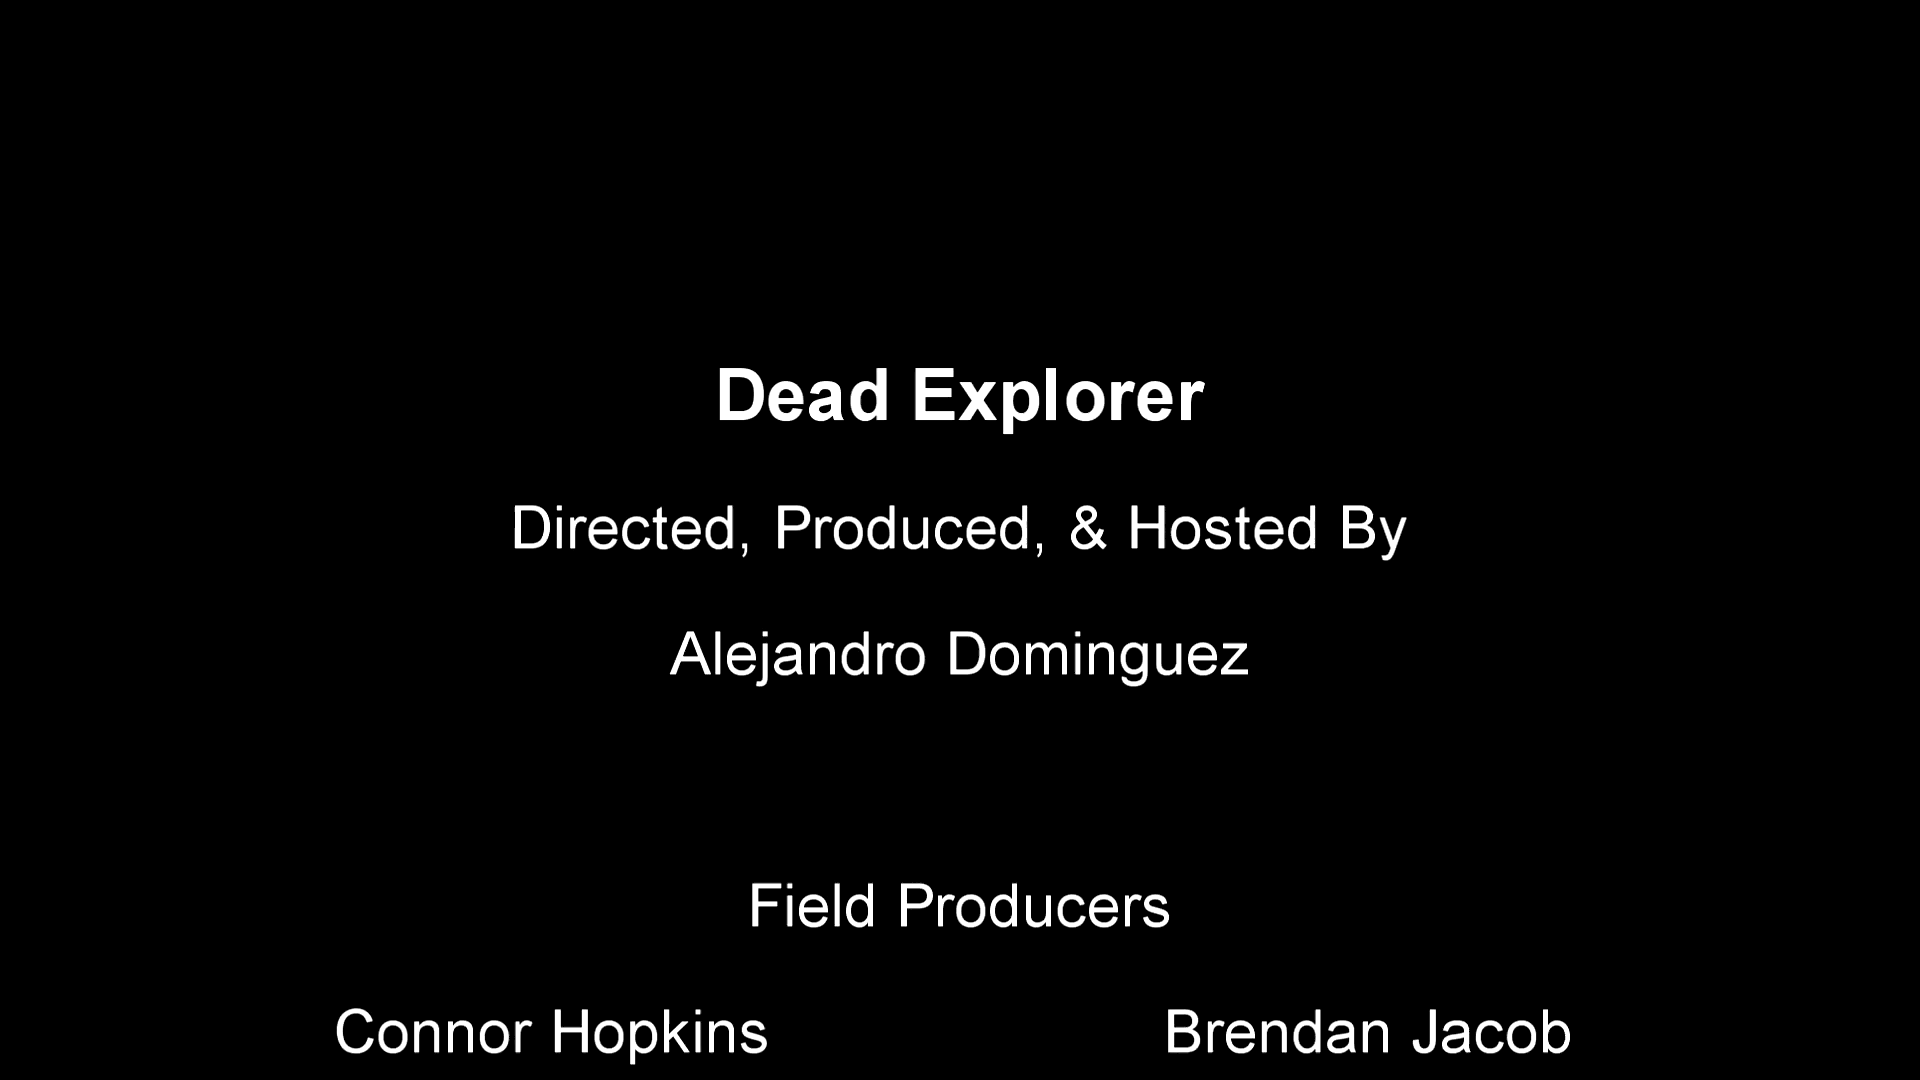 Dead Explorer
Directed, Produced, & Hosted By
Alejandro Dominguez
Field Producers
Connor Hopkins Brendan Jacob